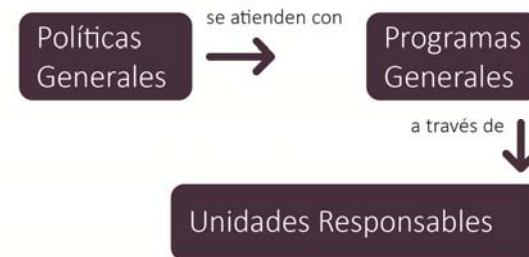 Políticas
Generales
se atienden con
Programas
Generales
a través de
Unidades Responsables